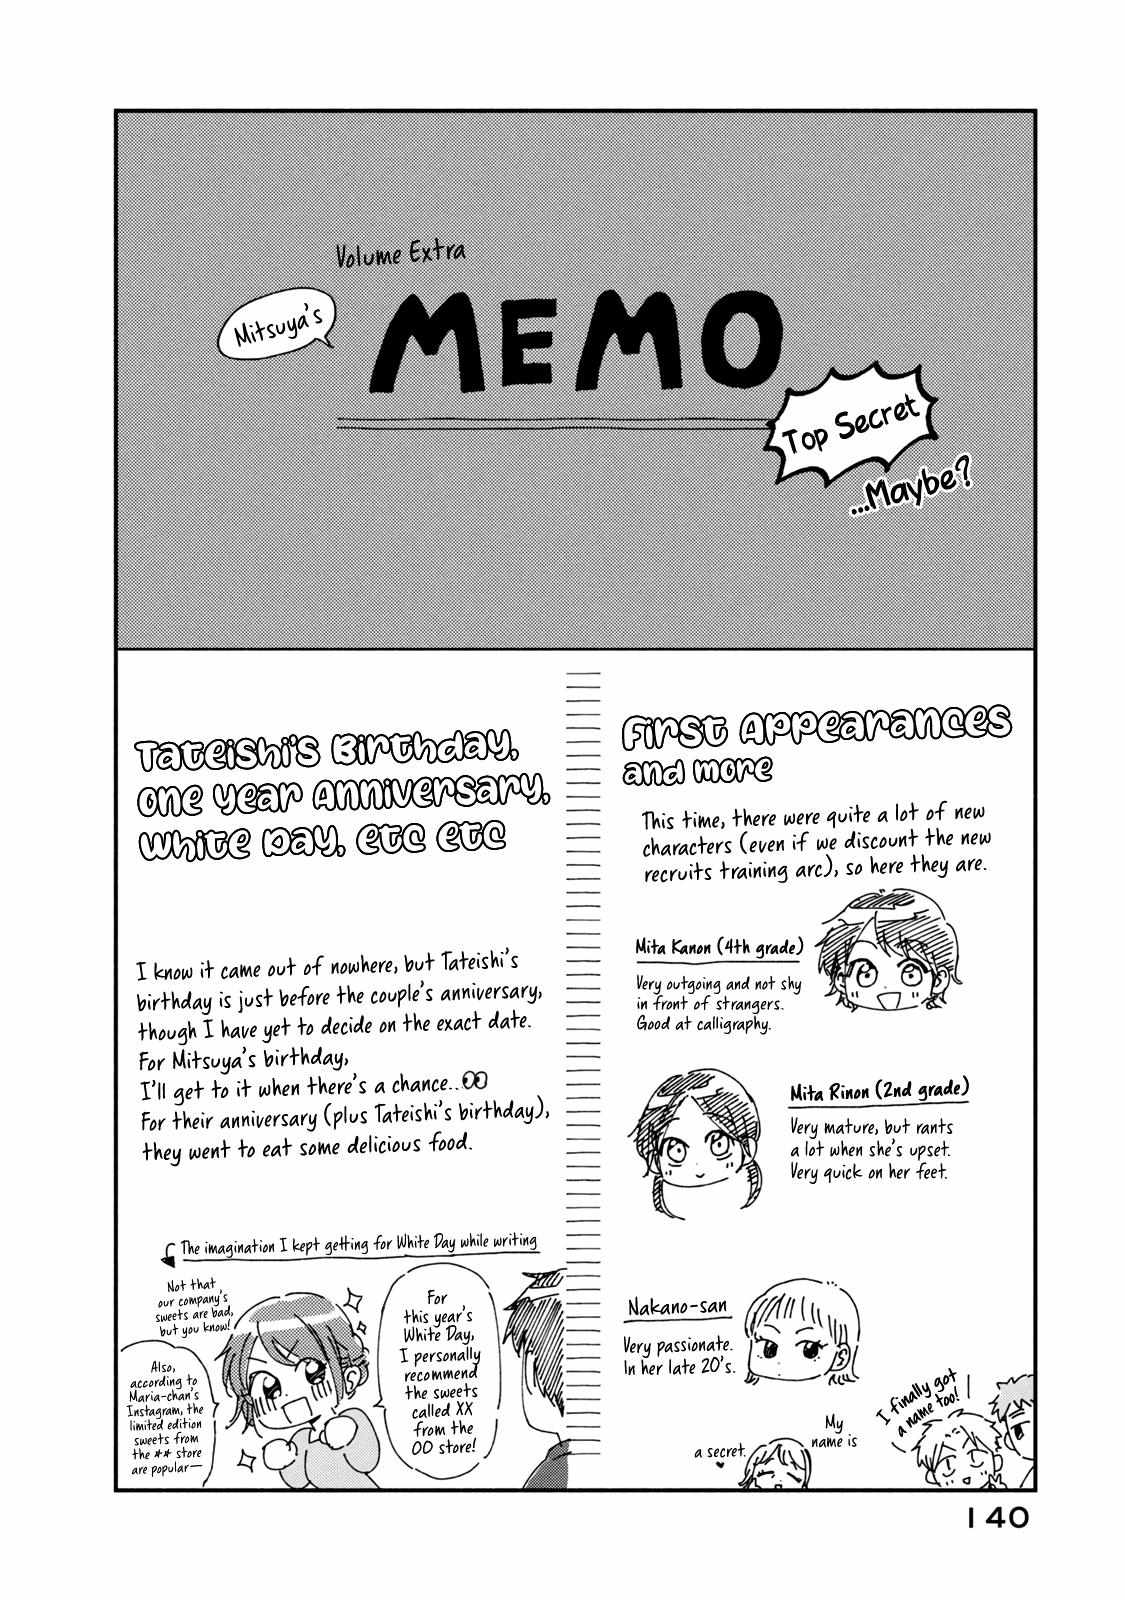 Volume Extra
Mitsuya's
MEMO
Top Secret
...Maybe?
First Appearances
and more
This time, there were quite a lot of new
characters (even if we discount the new
recruits training arc), so here they are.
Mita Kanon (4th grade)
Very outgoing and not shy
in front of strangers.
Good at calligraphy.
Mita Rinon (2nd grade)
Very mature, but rants
a lot when she's upset.
Very quick on her feet.
Nakano-san
Very passionate.
In her late 20's.
I finally got
a name too!
My
name is
a secret.
Tateishi's Birthday,
One Year Anniversary,
White Day, etc etc
I know it came out of nowhere, but Tateishi's
birthday is just before the couple's anniversary,
though I have yet to decide on the exact date.
For Mitsuya's birthday,
I'll get to it when there's a chance..
For their anniversary (plus Tateishi's birthday),
they went to eat some delicious food.
The imagination I kept getting for White Day while writing
For
this year's
White Day,
I personally
recommend
the sweets
called XX
from the
OO store!
Not that
our company's
sweets are bad,
but you know!
Also,
according to
Maria-chan's
Instagram, the
limited edition
sweets from
the ** store
are popular—
140